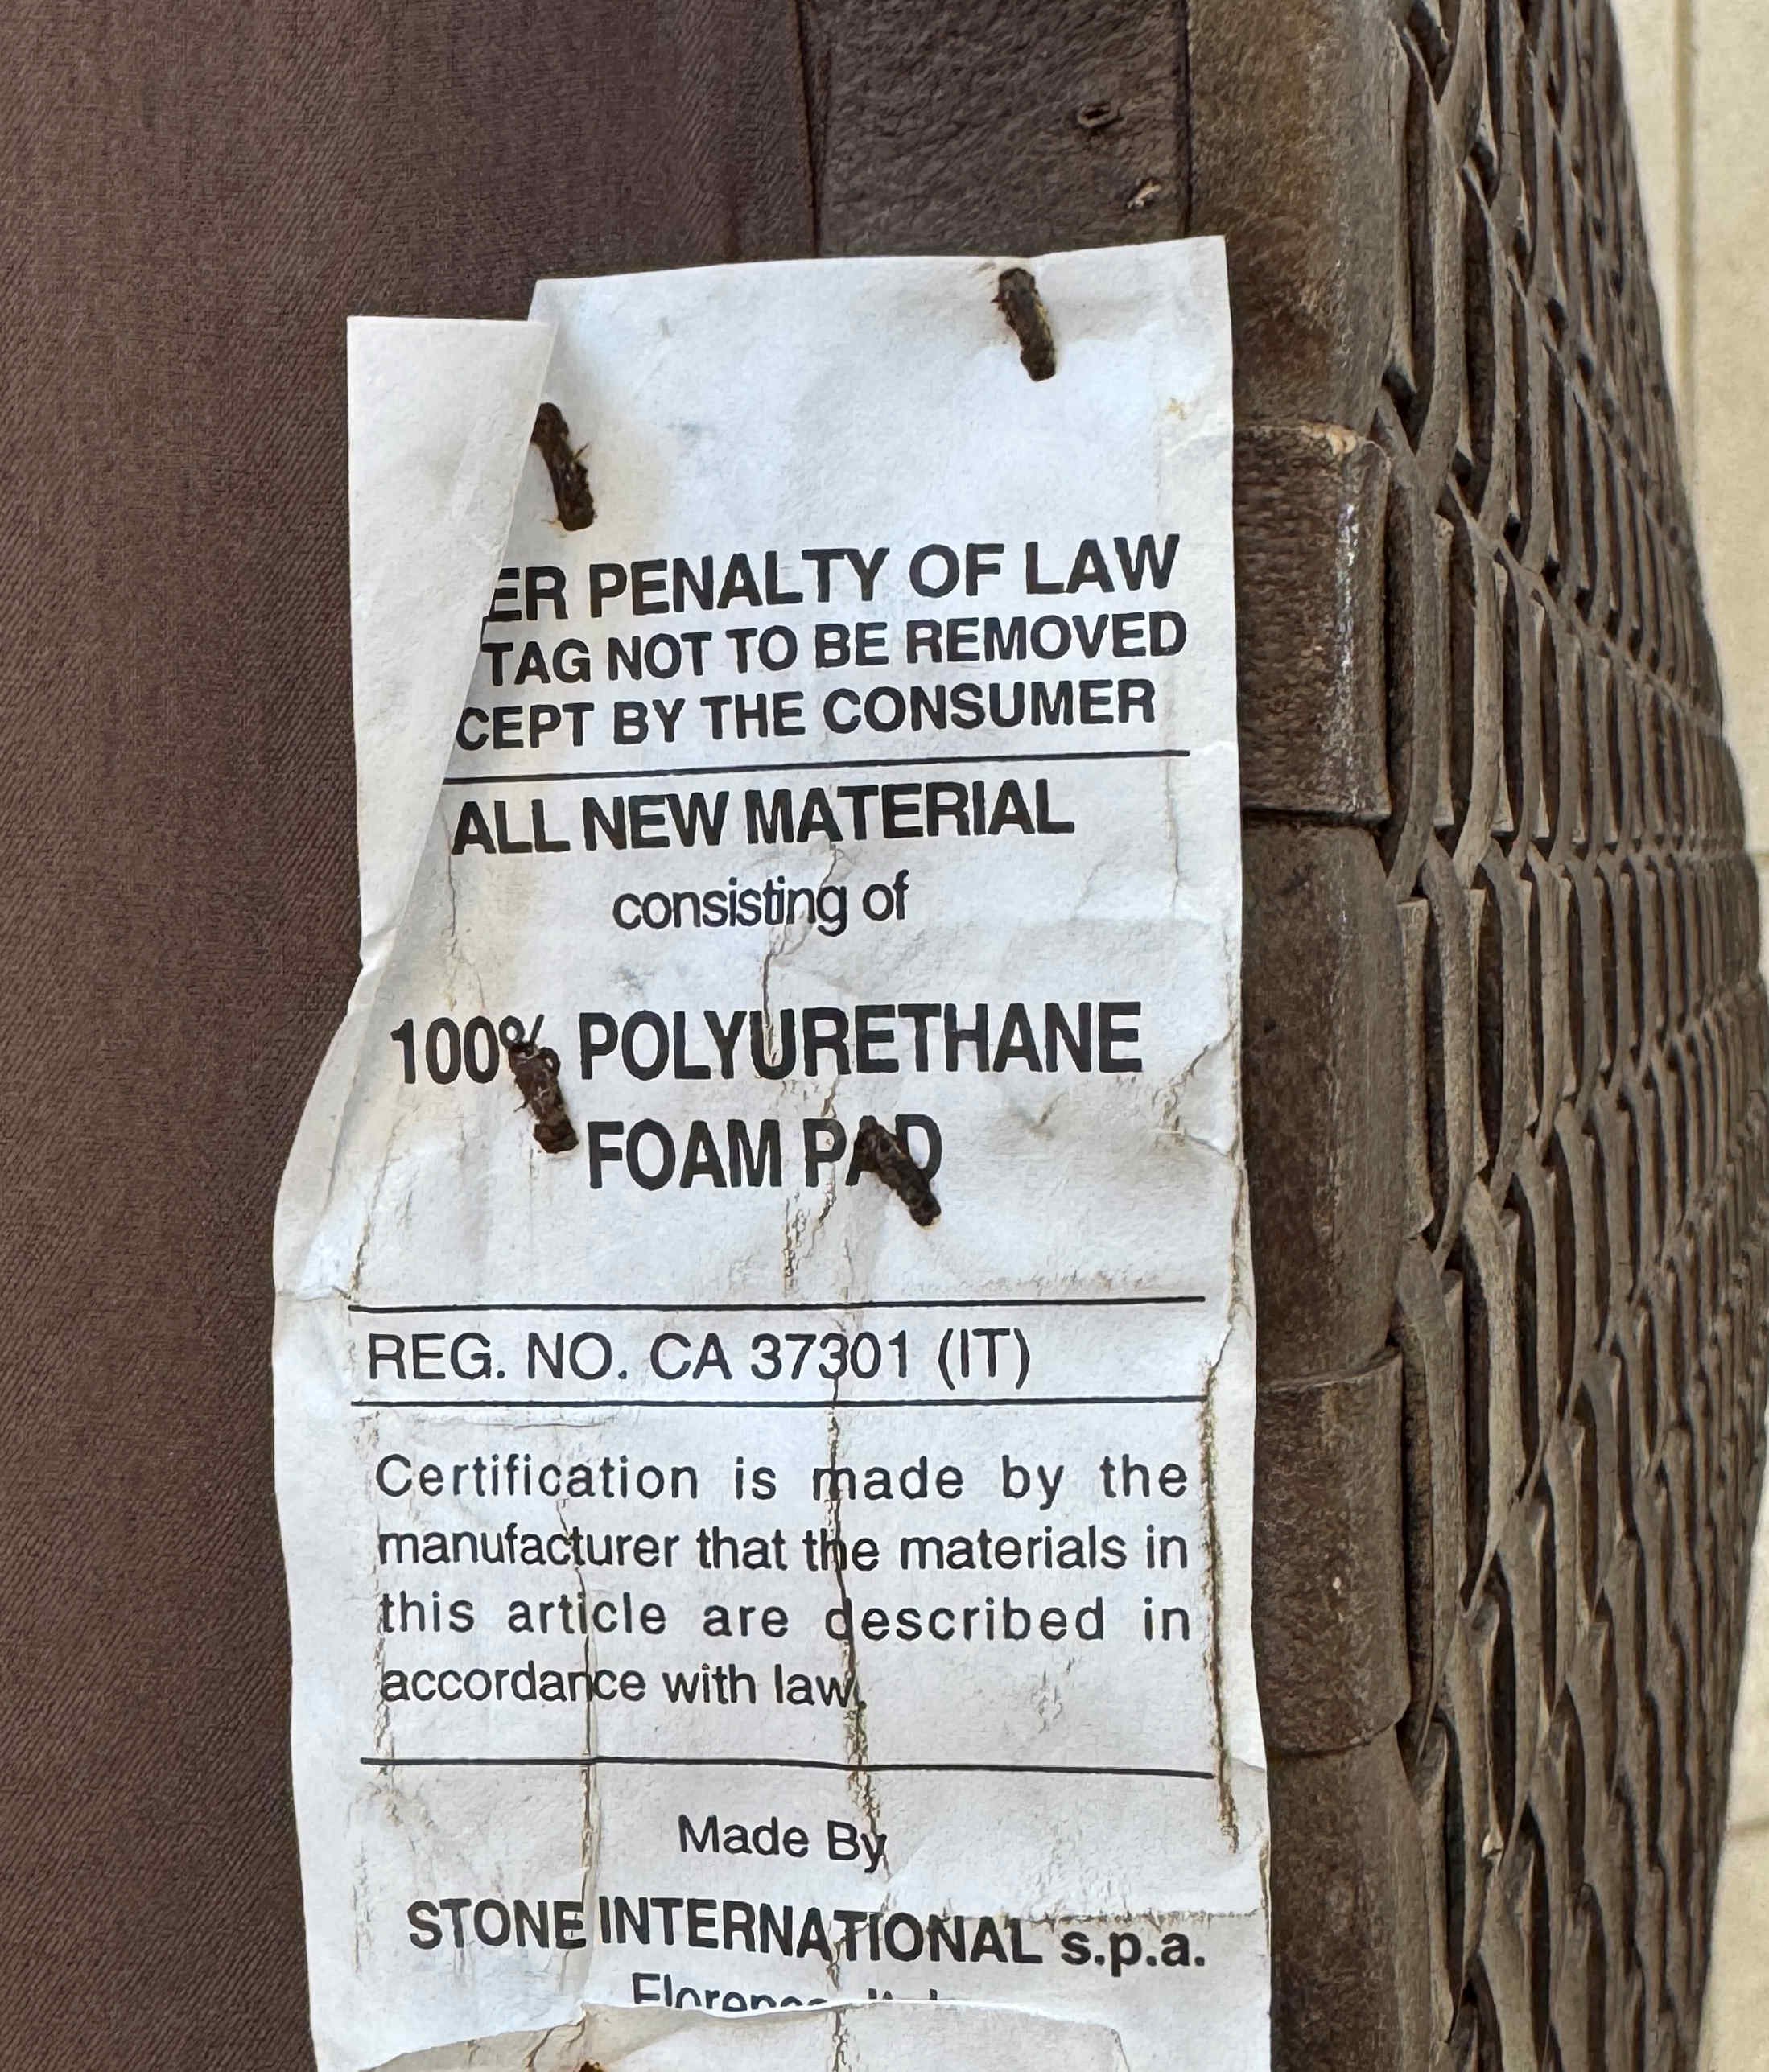 ER PENALTY OF LAW
TAG NOT TO BE REMOVED
CEPT BY THE CONSUMER
ALL NEW MATERIAL
consisting of
100% POLYURETHANE
FOAM PAD
REG. NO. CA 37301 (IT)
Certification is made by the
manufacturer that the materials in
this article are described in
accordance with law.
Made By
STONE INTERNATIONAL s.p.a.
Florence